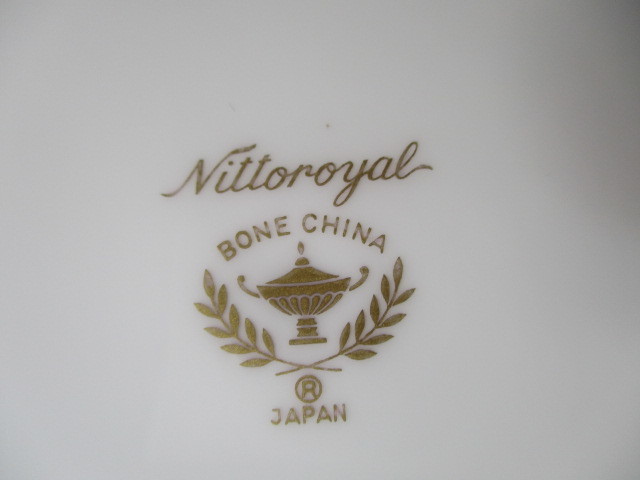 Nittoroyal
BONE CHINA
®
JAPAN